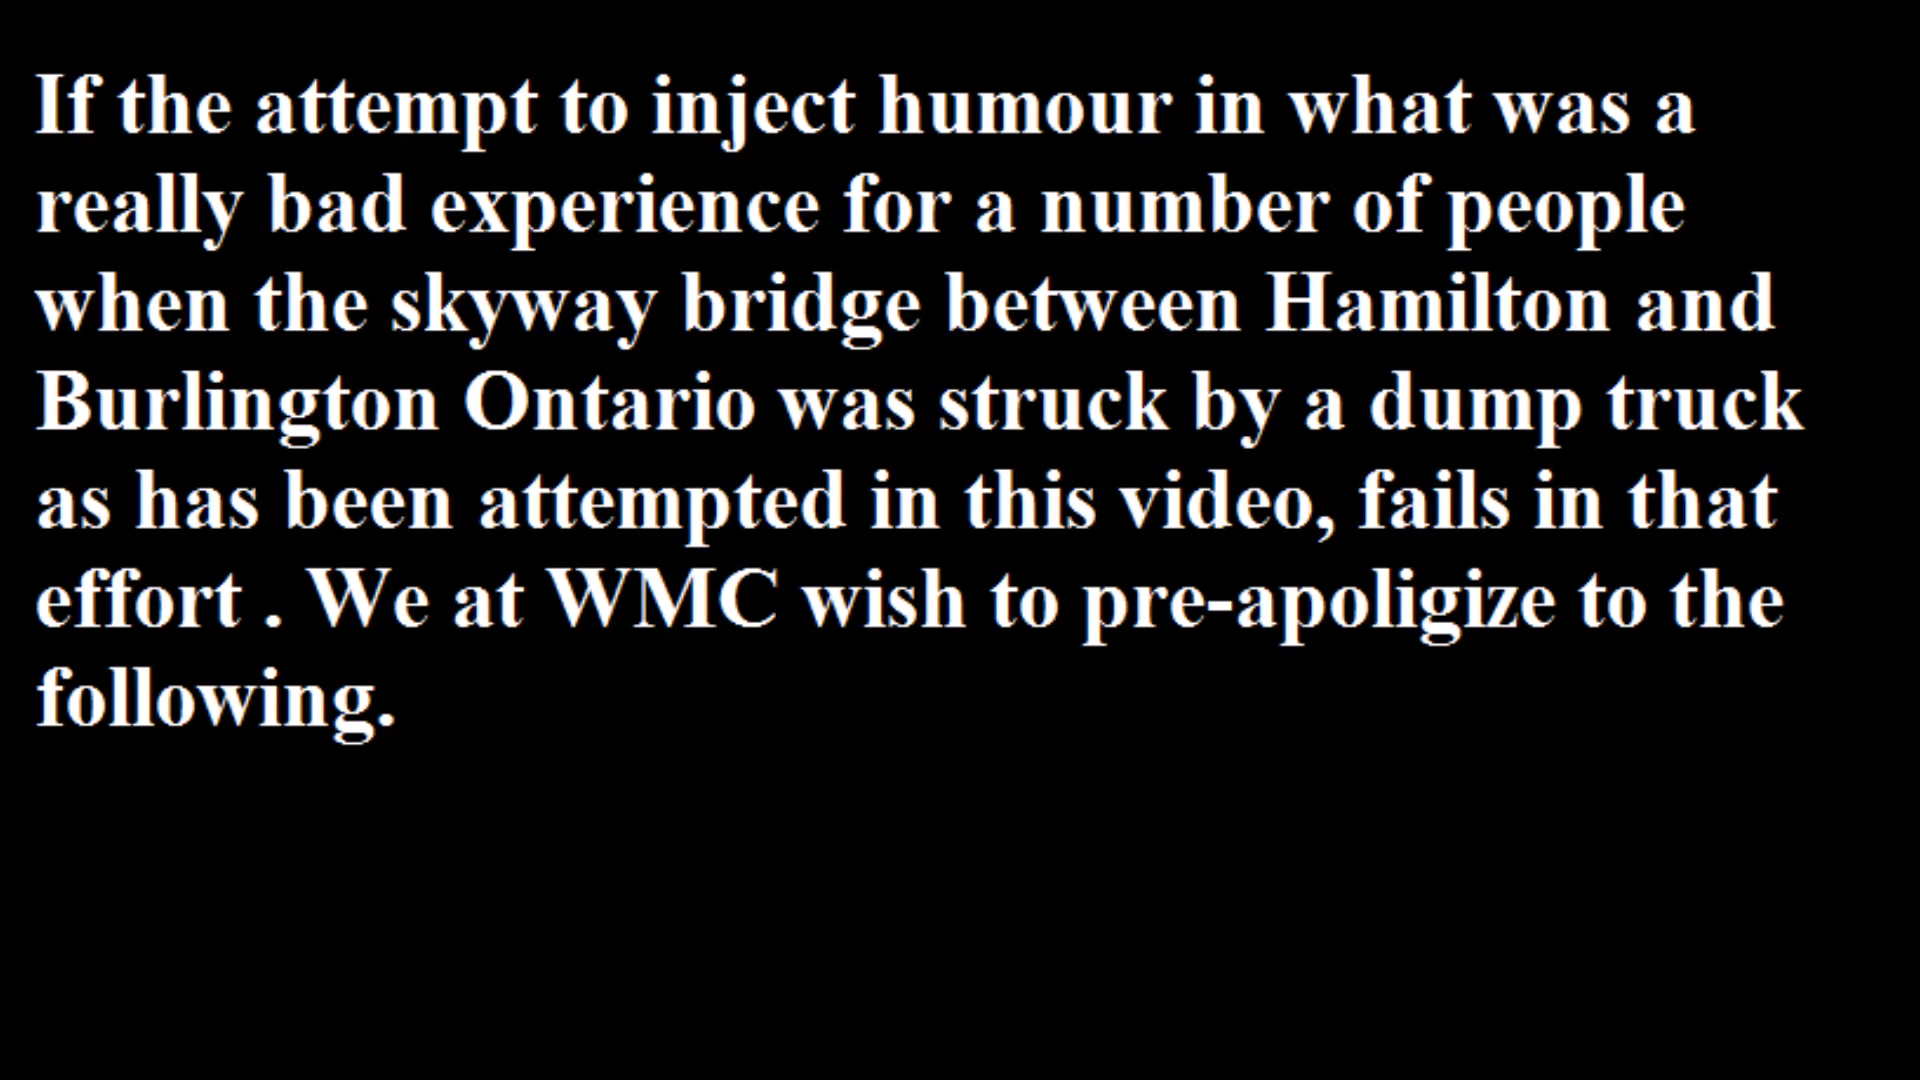 If the attempt to inject humour in what was a
really bad experience for a number of people
when the skyway bridge between Hamilton and
Burlington Ontario was struck by a dump truck
as has been attempted in this video, fails in that
effort . We at WMC wish to pre-apoligize to the
following.